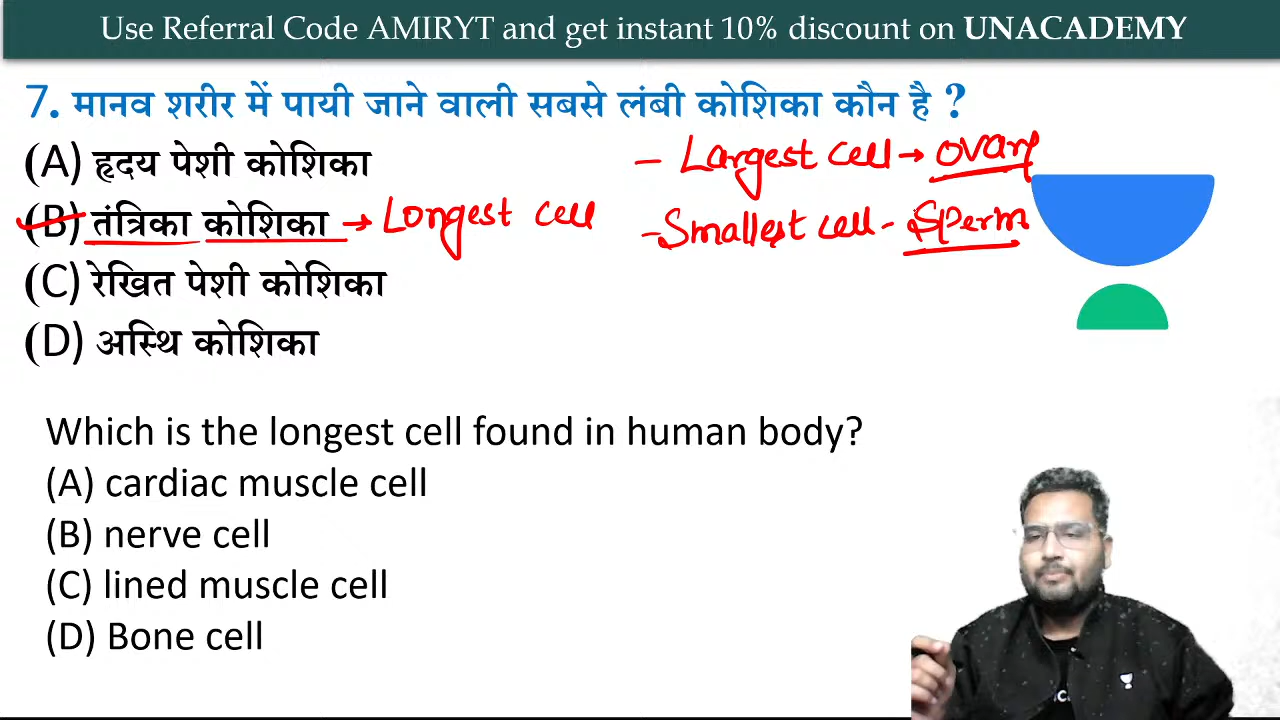 Use Referral Code AMIRYT and get instant 10% discount on UNACADEMY
7. मानव शरीर में पायी जाने वाली सबसे लंबी कोशिका कौन है ?
(A) हृदय पेशी कोशिका
(B) तंत्रिका कोशिका → Longest cell
(C) रेखित पेशी कोशिका
(D) अस्थि कोशिका
- Largest cell → ovary
- Smallest cell - Sperm
Which is the longest cell found in human body?
(A) cardiac muscle cell
(B) nerve cell
(C) lined muscle cell
(D) Bone cell